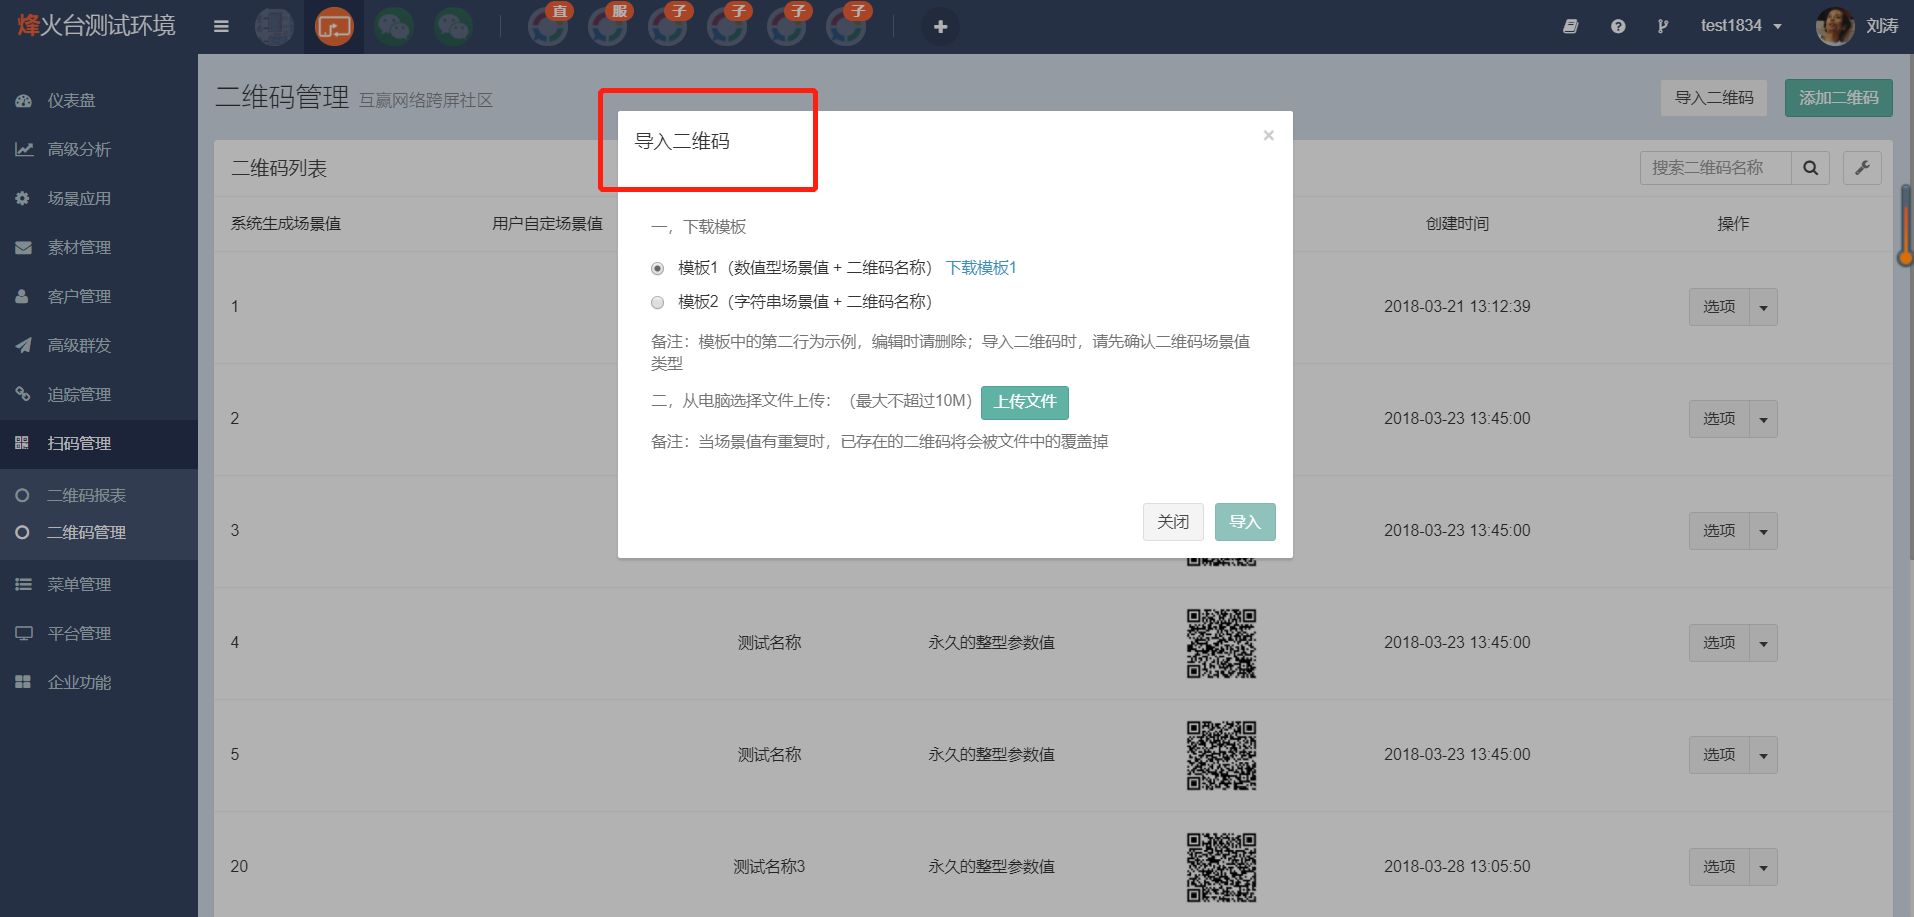 烽火台测试环境
直 服 子 子 子 子
test1834
刘涛
仪表盘
高级分析
场景应用
素材管理
客户管理
高级群发
追踪管理
扫码管理
二维码报表
二维码管理
菜单管理
平台管理
企业功能
二维码管理 互赢网络跨屏社区
导入二维码 添加二维码
二维码列表
搜索二维码名称
系统生成场景值 用户自定场景值 创建时间 操作
1 2018-03-21 13:12:39 选项
2 2018-03-23 13:45:00 选项
3 2018-03-23 13:45:00 选项
4 测试名称 永久的整型参数值 2018-03-23 13:45:00 选项
5 测试名称 永久的整型参数值 2018-03-23 13:45:00 选项
20 测试名称3 永久的整型参数值 2018-03-28 13:05:50 选项
导入二维码
×
一，下载模板
模板1（数值型场景值 + 二维码名称） 下载模板1
模板2（字符串场景值 + 二维码名称）
备注：模板中的第二行为示例，编辑时请删除；导入二维码时，请先确认二维码场景值
类型
二，从电脑选择文件上传：（最大不超过10M） 上传文件
备注：当场景值有重复时，已存在的二维码将会被文件中的覆盖掉
关闭 导入